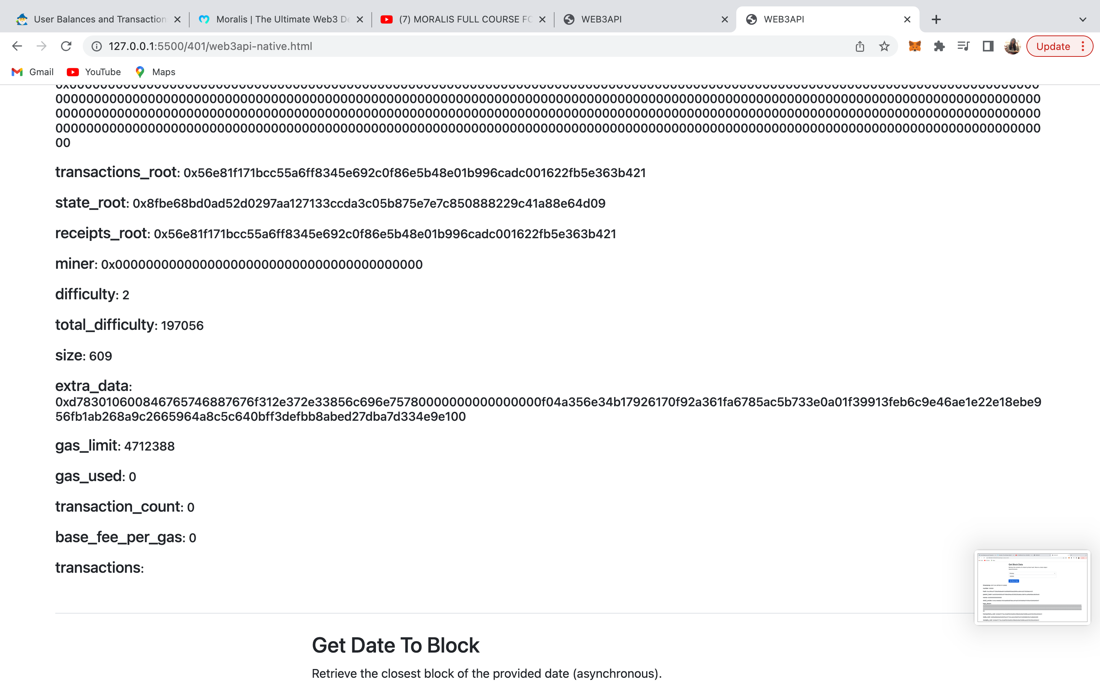 User Balances and Transaction
Moralis | The Ultimate Web3 D
(7) MORALIS FULL COURSE FO
WEB3API
WEB3API
127.0.0.1:5500/401/web3api-native.html
Update
Gmail
YouTube
Maps
00
transactions_root: 0x56e81f171bcc55a6ff8345e692c0f86e5b48e01b996cadc001622fb5e363b421
state_root: 0x8fbe68bd0ad52d0297aa127133ccda3c05b875e7e7c850888229c41a88e64d09
receipts_root: 0x56e81f171bcc55a6ff8345e692c0f86e5b48e01b996cadc001622fb5e363b421
miner: 0x0000000000000000000000000000000000000000
difficulty: 2
total_difficulty: 197056
size: 609
extra_data:
0xd783010600846765746887676f312e372e33856c696e75780000000000000000f04a356e34b17926170f92a361fa6785ac5b733e0a01f39913feb6c9e46ae1e22e18ebe9
56fb1ab268a9c2665964a8c5c640bff3defbb8abed27dba7d334e9e100
gas_limit: 4712388
gas_used: 0
transaction_count: 0
base_fee_per_gas: 0
transactions:
Get Date To Block
Retrieve the closest block of the provided date (asynchronous).